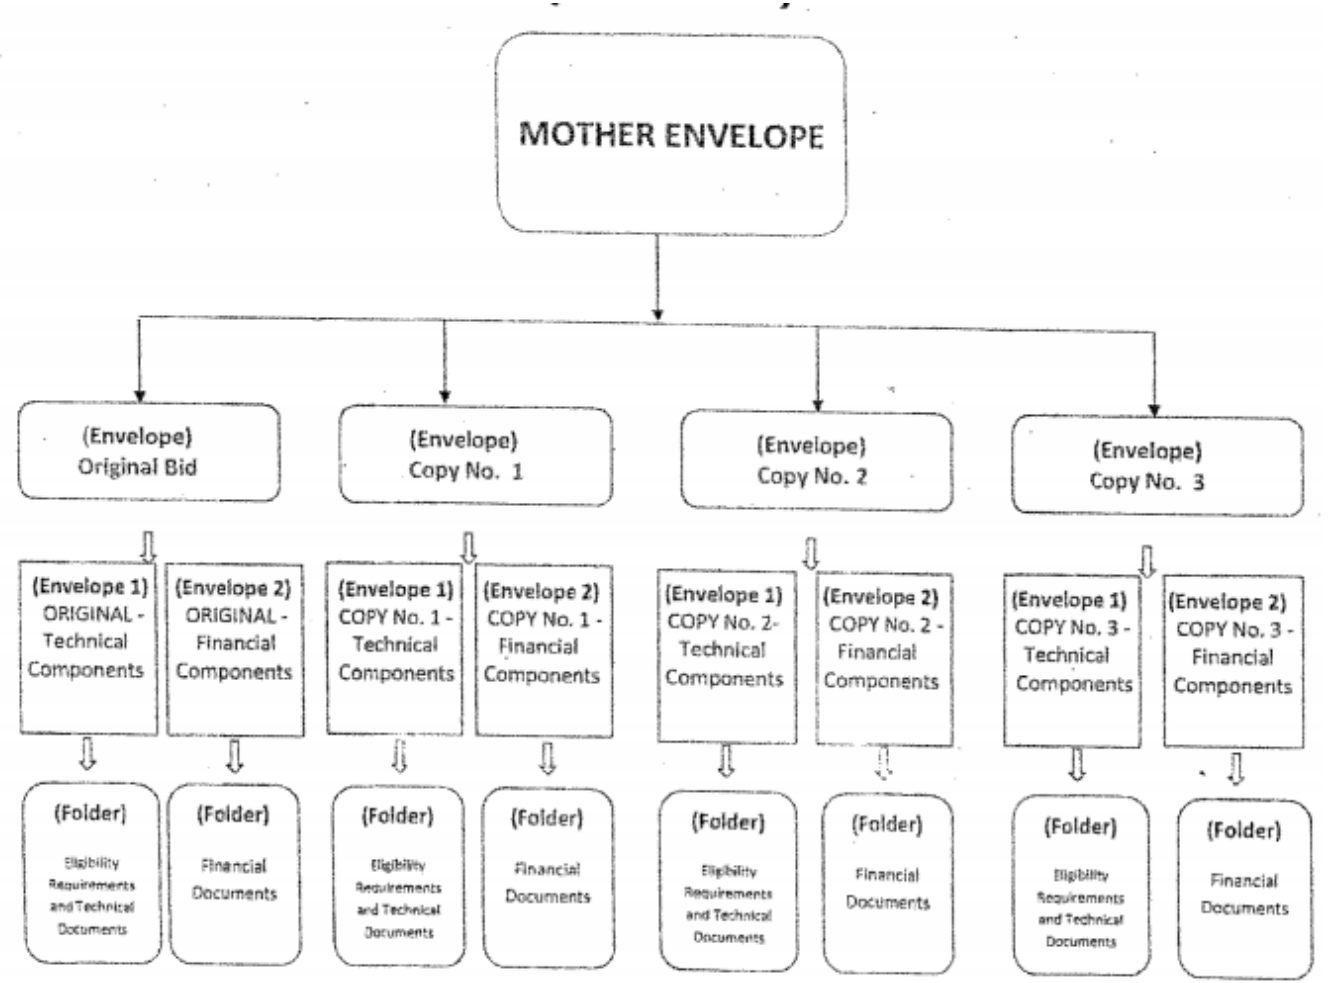 MOTHER ENVELOPE
(Envelope)
Original Bid
(Envelope)
Copy No. 1
(Envelope)
Copy No. 2
(Envelope)
Copy No. 3
(Envelope 1)
ORIGINAL -
Technical
Components
(Envelope 2)
ORIGINAL -
Financial
Components
(Envelope 1)
COPY No. 1 -
Technical
Components
(Envelope 2)
COPY No. 1 -
Financial
Components
(Envelope 1)
COPY No. 2-
Technical
Components
(Envelope 2)
COPY No. 2 -
Financial
Components
(Envelope 1)
COPY No. 3 -
Technical
Components
(Envelope 2)
COPY No. 3 -
Financial
Components
(Folder)
Eligibility
Requirements
and Technical
Documents
(Folder)
Financial
Documents
(Folder)
Eligibility
Requirements
and Technical
Documents
(Folder)
Financial
Documents
(Folder)
Eligibility
Requirements
and Technical
Documents
(Folder)
Financial
Documents
(Folder)
Eligibility
Requirements
and Technical
Documents
(Folder)
Financial
Documents